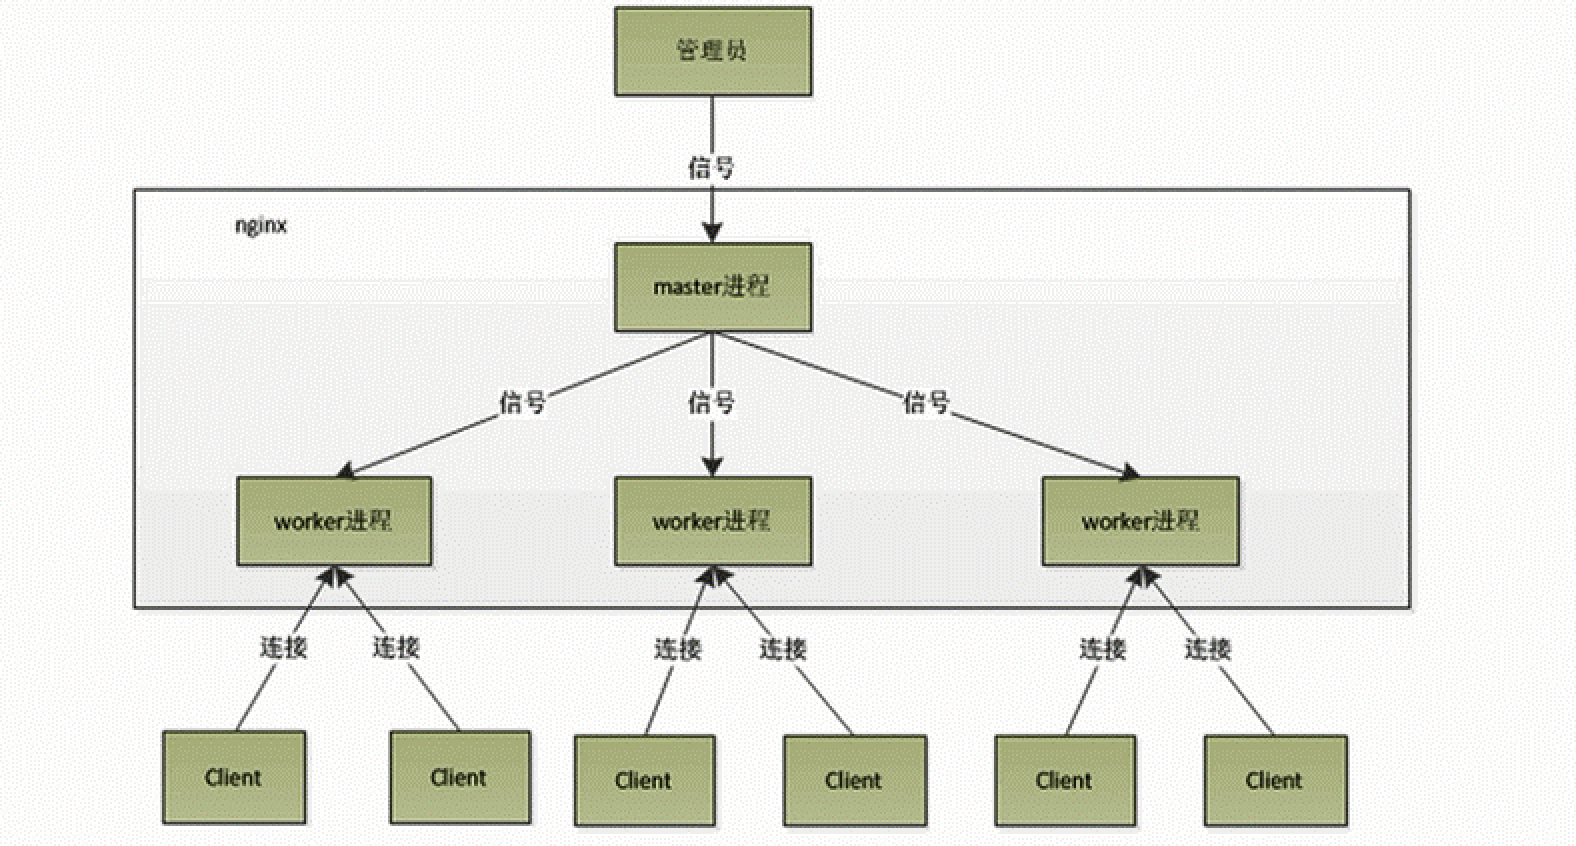 管理员
信号
nginx
master进程
信号
信号
信号
worker进程
worker进程
worker进程
连接
连接
连接
连接
连接
连接
Client
Client
Client
Client
Client
Client